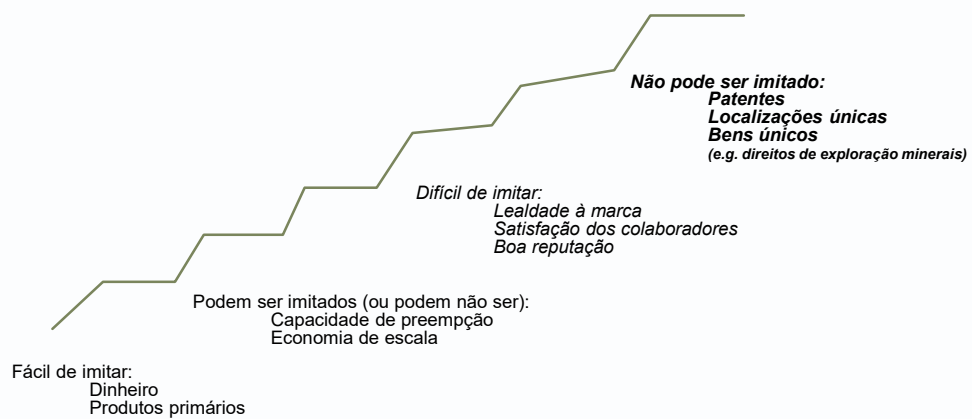 Não pode ser imitado:
Patentes
Localizações únicas
Bens únicos
(e.g. direitos de exploração minerais)
Difícil de imitar:
Lealdade à marca
Satisfação dos colaboradores
Boa reputação
Podem ser imitados (ou podem não ser):
Capacidade de preempção
Economia de escala
Fácil de imitar:
Dinheiro
Produtos primários